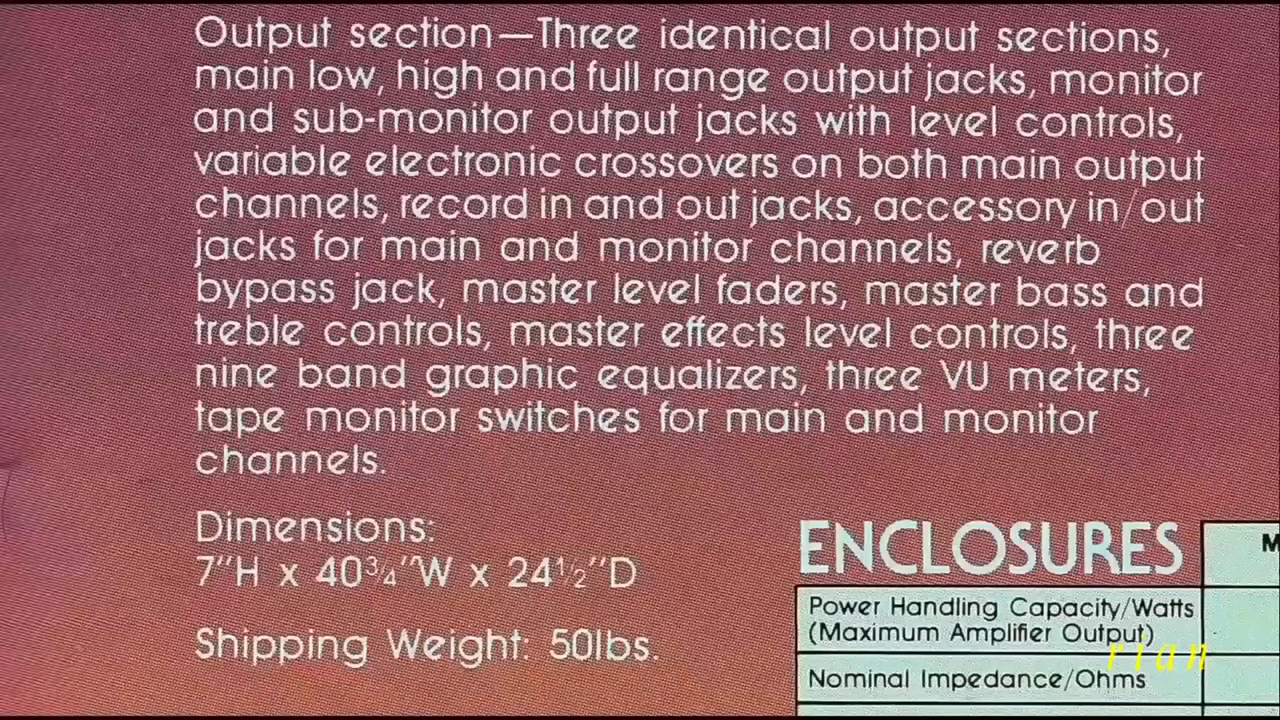 Output section—Three identical output sections,
main low, high and full range output jacks, monitor
and sub-monitor output jacks with level controls,
variable electronic crossovers on both main output
channels, record in and out jacks, accessory in/out
jacks for main and monitor channels, reverb
bypass jack, master level faders, master bass and
treble controls, master effects level controls, three
nine band graphic equalizers, three VU meters,
tape monitor switches for main and monitor
channels.
Dimensions:
7"H x 40¾"W x 24½"D
Shipping Weight: 50lbs.
ENCLOSURES
M
Power Handling Capacity/Watts
(Maximum Amplifier Output)
Nominal Impedance/Ohms
rian